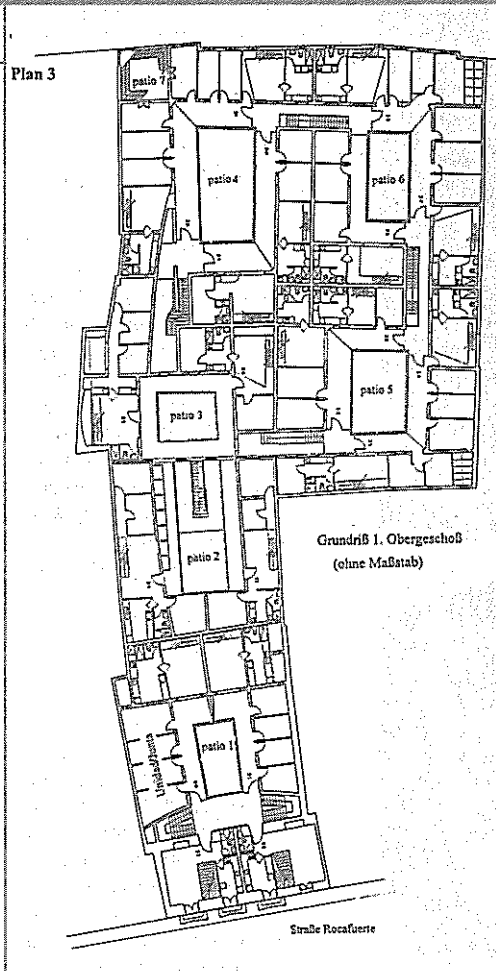 Plan 3
patio 7
patio 4
patio 6
patio 3
patio 5
patio 2
Grundriß 1. Obergeschoß
(ohne Maßstab)
patio 1
Straße Rocafuerte